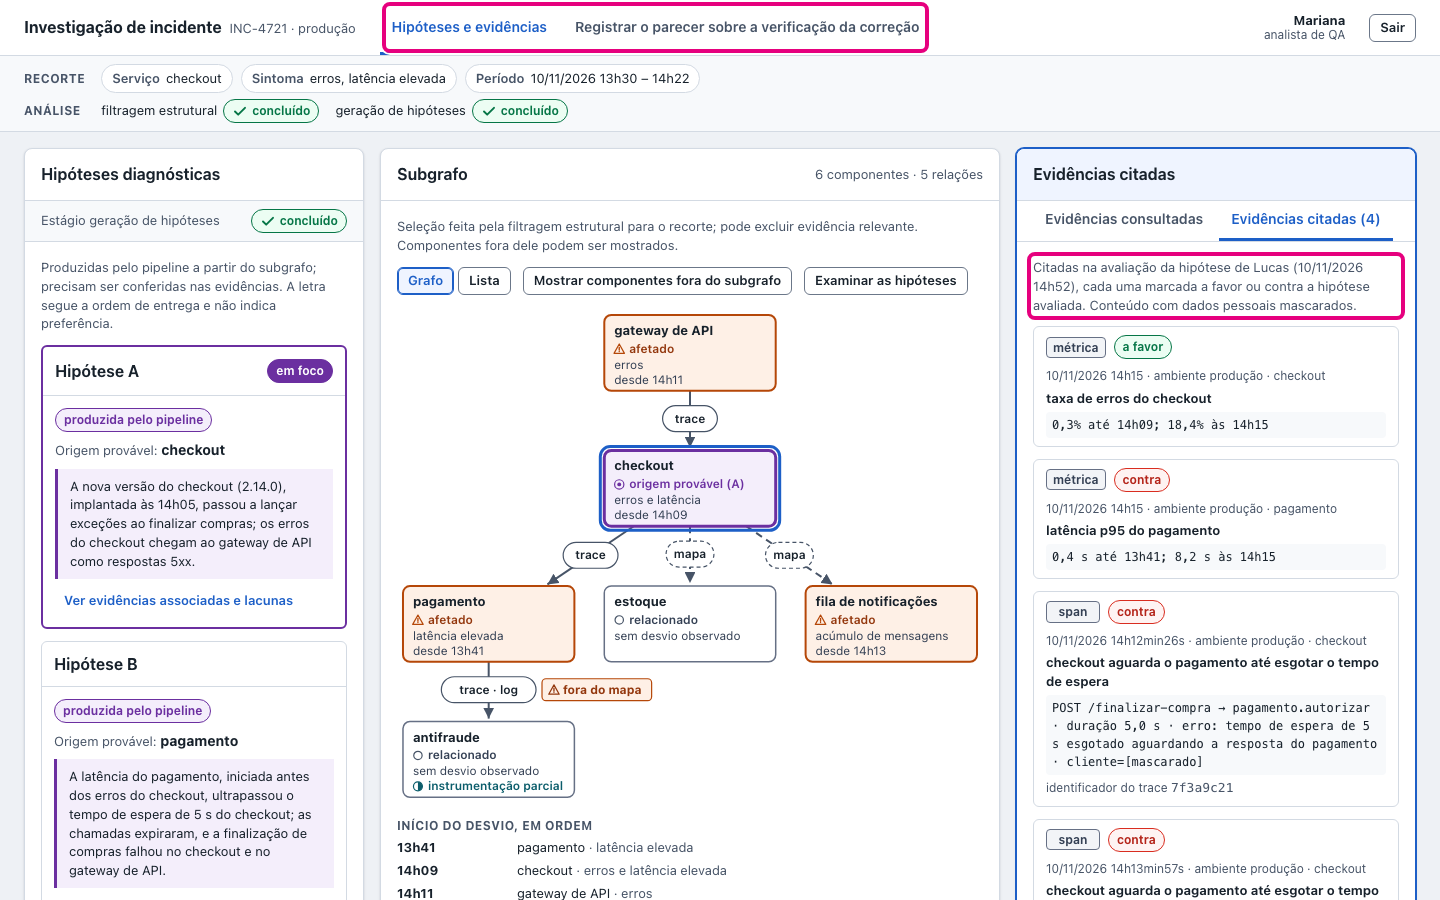 Investigação de incidente INC-4721 · produção
Hipóteses e evidências
Registrar o parecer sobre a verificação da correção
Mariana
analista de QA
Sair
RECORTE
Serviço checkout
Sintoma erros, latência elevada
Período 10/11/2026 13h30 – 14h22
ANÁLISE
filtragem estrutural concluído
geração de hipóteses concluído
Hipóteses diagnósticas
Estágio geração de hipóteses concluído
Produzidas pelo pipeline a partir do subgrafo;
precisam ser conferidas nas evidências. A letra
segue a ordem de entrega e não indica
preferência.
Hipótese A em foco
produzida pelo pipeline
Origem provável: checkout
A nova versão do checkout (2.14.0),
implantada às 14h05, passou a lançar
exceções ao finalizar compras; os erros
do checkout chegam ao gateway de API
como respostas 5xx.
Ver evidências associadas e lacunas
Hipótese B
produzida pelo pipeline
Origem provável: pagamento
A latência do pagamento, iniciada antes
dos erros do checkout, ultrapassou o
tempo de espera de 5 s do checkout; as
chamadas expiraram, e a finalização de
compras falhou no checkout e no
gateway de API.
Subgrafo
6 componentes · 5 relações
Seleção feita pela filtragem estrutural para o recorte; pode excluir evidência relevante.
Componentes fora dele podem ser mostrados.
Grafo
Lista
Mostrar componentes fora do subgrafo
Examinar as hipóteses
gateway de API
afetado
erros
desde 14h11
trace
checkout
origem provável (A)
erros e latência
desde 14h09
trace
mapa
mapa
pagamento
afetado
latência elevada
desde 13h41
estoque
relacionado
sem desvio observado
fila de notificações
afetado
acúmulo de mensagens
desde 14h13
trace · log
fora do mapa
antifraude
relacionado
sem desvio observado
instrumentação parcial
INÍCIO DO DESVIO, EM ORDEM
13h41 pagamento · latência elevada
14h09 checkout · erros e latência elevada
14h11 gateway de API · erros
Evidências citadas
Evidências consultadas
Evidências citadas (4)
Citadas na avaliação da hipótese de Lucas (10/11/2026
14h52), cada uma marcada a favor ou contra a hipótese
avaliada. Conteúdo com dados pessoais mascarados.
métrica a favor
10/11/2026 14h15 · ambiente produção · checkout
taxa de erros do checkout
0,3% até 14h09; 18,4% às 14h15
métrica contra
10/11/2026 14h15 · ambiente produção · pagamento
latência p95 do pagamento
0,4 s até 13h41; 8,2 s às 14h15
span contra
10/11/2026 14h12min26s · ambiente produção · checkout
checkout aguarda o pagamento até esgotar o tempo
de espera
POST /finalizar-compra → pagamento.autorizar
· duração 5,0 s · erro: tempo de espera de 5
s esgotado aguardando a resposta do pagamento
· cliente=[mascarado]
identificador do trace 7f3a9c21
span contra
10/11/2026 14h13min57s · ambiente produção · checkout
checkout aguarda o pagamento até esgotar o tempo